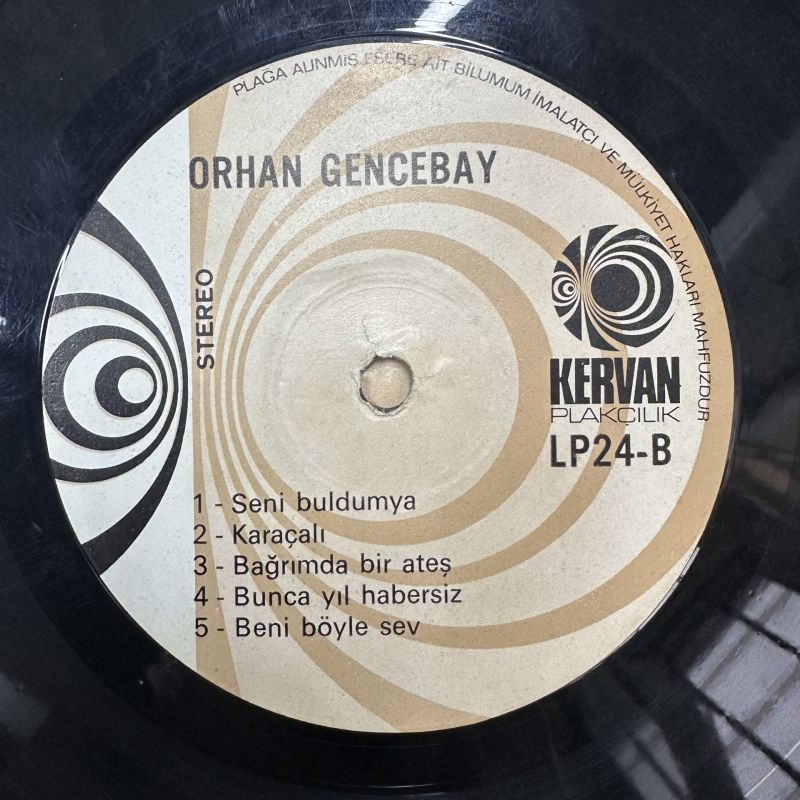 PLAĞA ALINMIŞ ESERE AİT BİLUMUM İMALATÇI VE MÜLKİYET HAKLARI MAHFUZDUR
ORHAN GENCEBAY
STEREO
KERVAN
PLAKÇILIK
LP24-B
1 - Seni buldumya
2 - Karaçalı
3 - Bağrımda bir ateş
4 - Bunca yıl habersiz
5 - Beni böyle sev